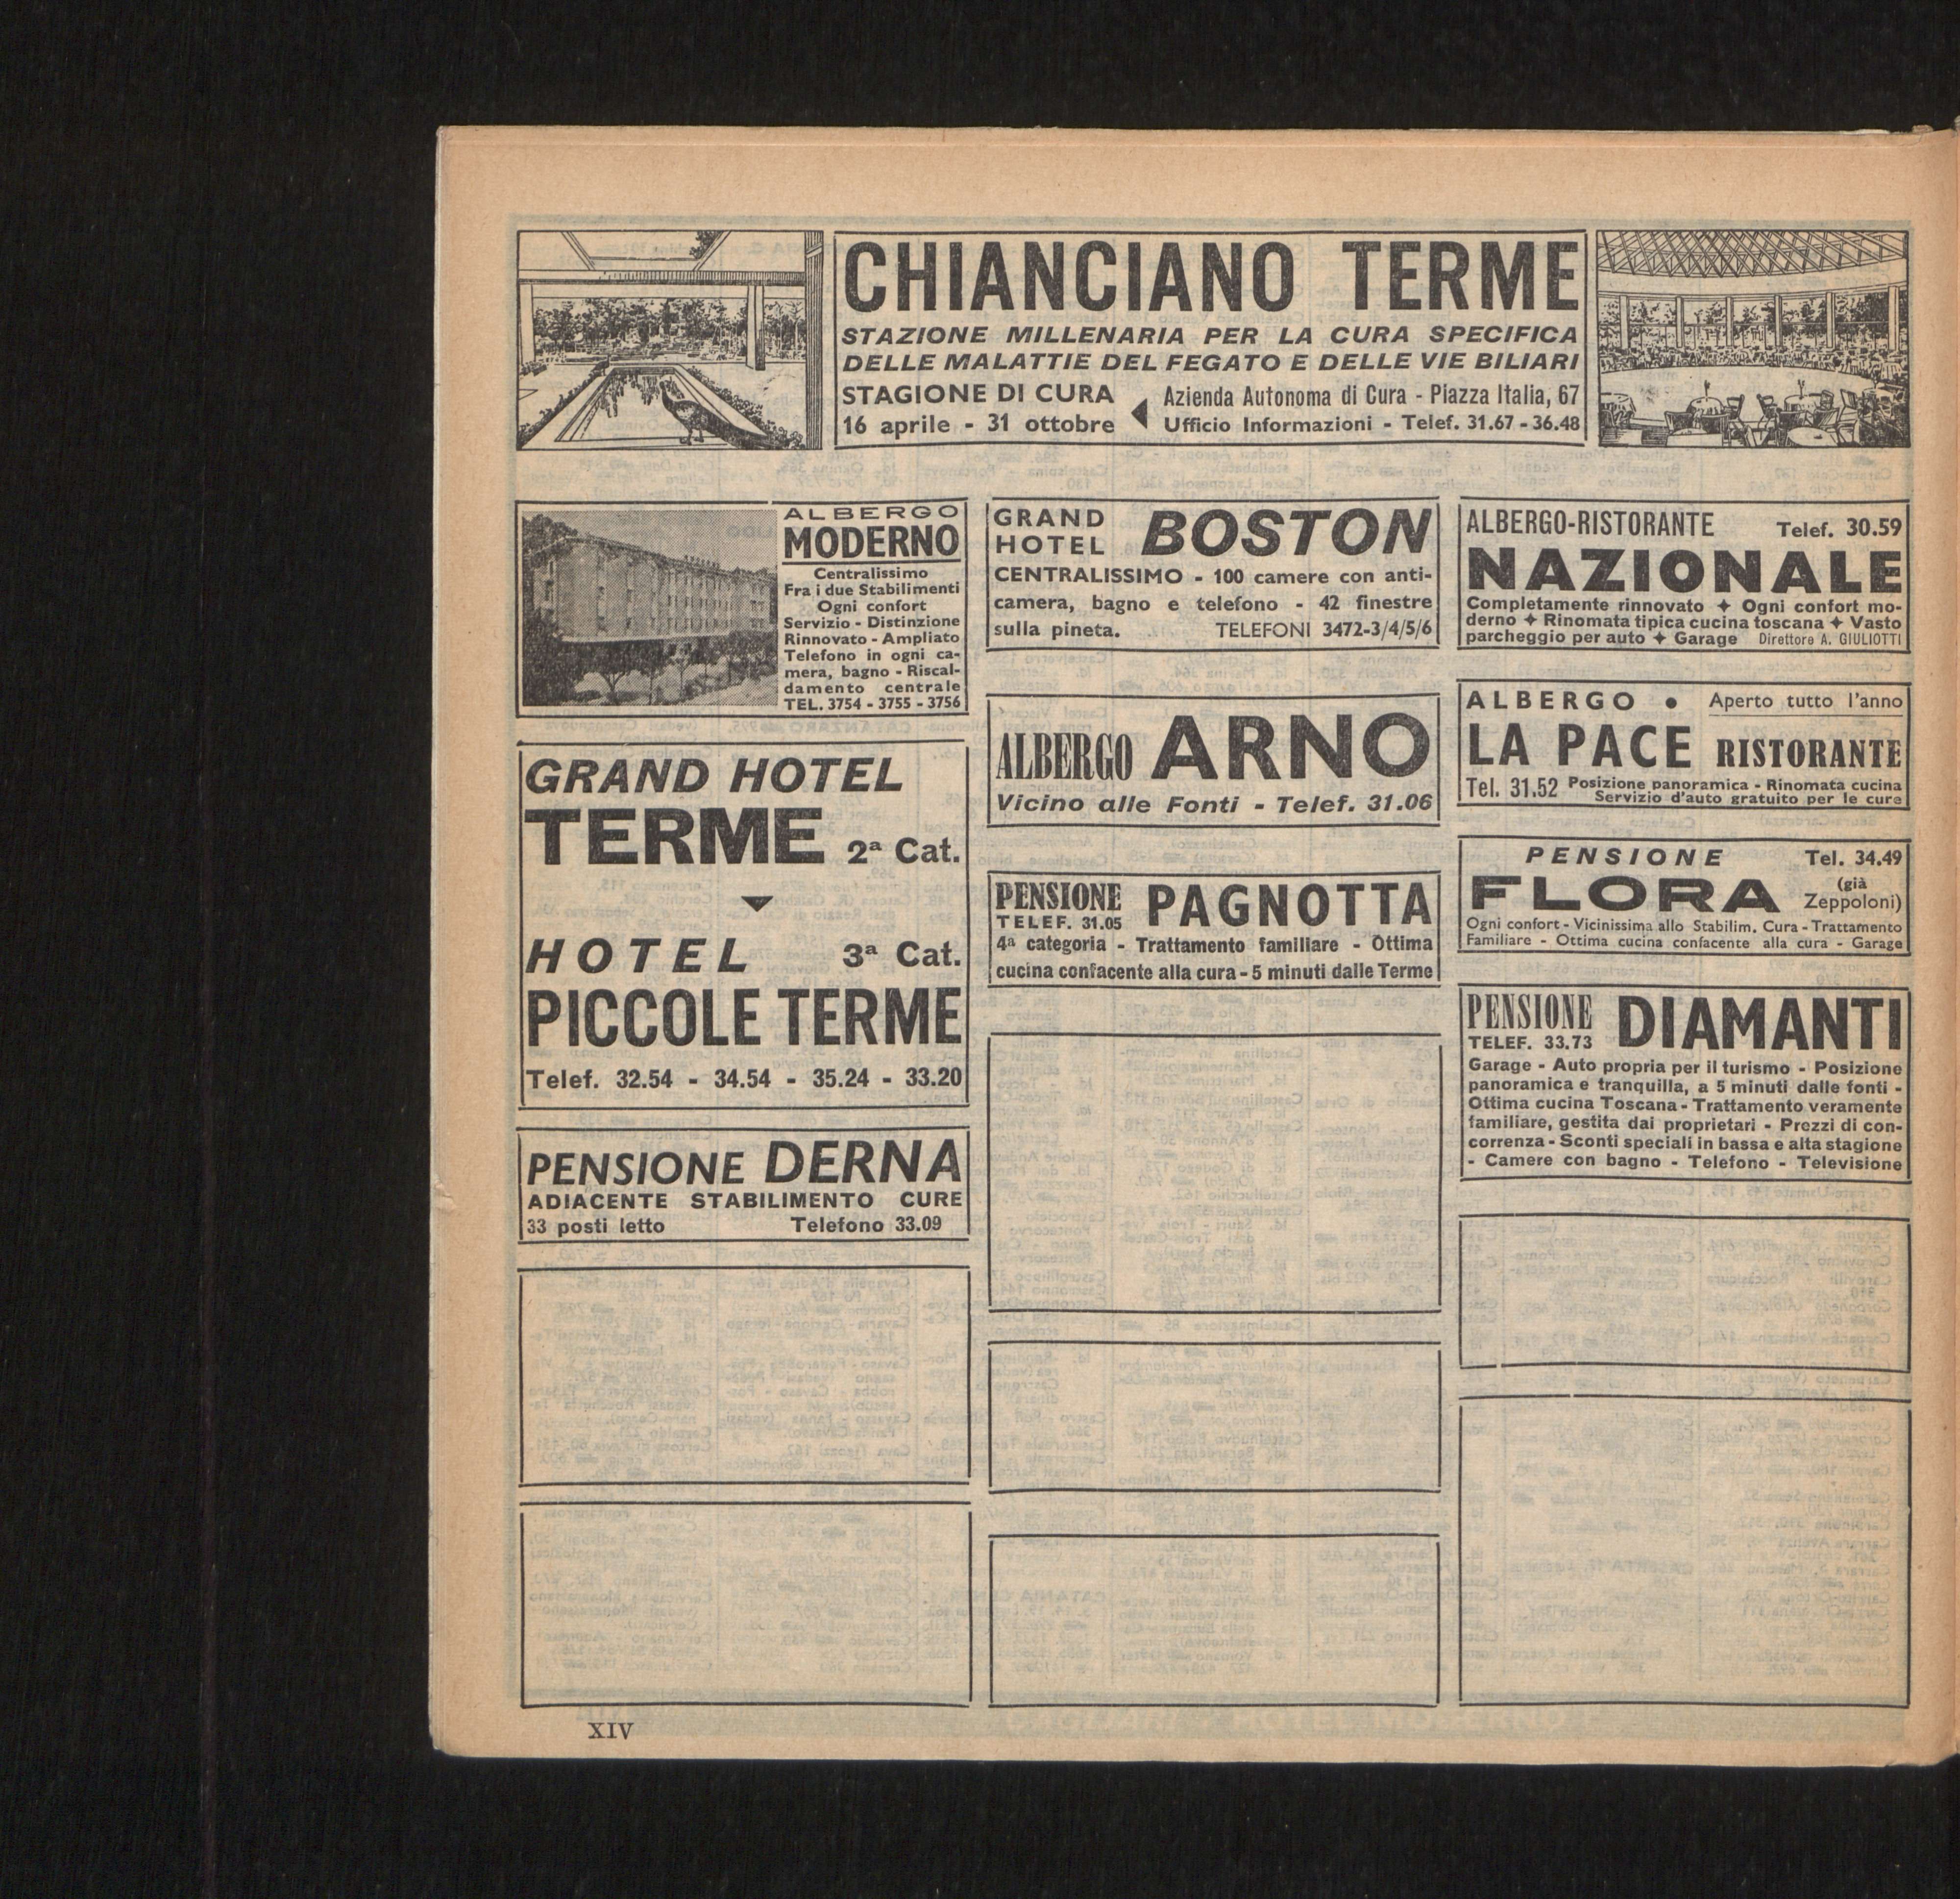 CHIANCIANO TERME
STAZIONE MILLENARIA PER LA CURA SPECIFICA
DELLE MALATTIE DEL FEGATO E DELLE VIE BILIARI
STAGIONE DI CURA
16 aprile - 31 ottobre
Azienda Autonoma di Cura - Piazza Italia, 67
Ufficio Informazioni - Telef. 31.67 - 36.48
ALBERGO
MODERNO
Centralissimo
Fra i due Stabilimenti
Ogni confort
Servizio - Distinzione
Rinnovato - Ampliato
Telefono in ogni ca-
mera, bagno - Riscal-
damento centrale
TEL. 3754 - 3755 - 3756
GRAND HOTEL
TERME 2ª Cat.
HOTEL 3ª Cat.
PICCOLE TERME
Telef. 32.54 - 34.54 - 35.24 - 33.20
PENSIONE DERNA
ADIACENTE STABILIMENTO CURE
33 posti letto Telefono 33.09
GRAND
HOTEL BOSTON
CENTRALISSIMO - 100 camere con anti-
camera, bagno e telefono - 42 finestre
sulla pineta. TELEFONI 3472-3/4/5/6
ALBERGO ARNO
Vicino alle Fonti - Telef. 31.06
PENSIONE PAGNOTTA
TELEF. 31.05
4ª categoria - Trattamento familiare - Ottima
cucina confacente alla cura - 5 minuti dalle Terme
ALBERGO-RISTORANTE Telef. 30.59
NAZIONALE
Completamente rinnovato ✦ Ogni confort mo-
derno ✦ Rinomata tipica cucina toscana ✦ Vasto
parcheggio per auto ✦ Garage Direttore A. GIULIOTTI
ALBERGO • Aperto tutto l'anno
LA PACE RISTORANTE
Tel. 31.52 Posizione panoramica - Rinomata cucina
Servizio d'auto gratuito per le cure
PENSIONE Tel. 34.49
FLORA (già
Zeppoloni)
Ogni confort - Vicinissima allo Stabilim. Cura - Trattamento
Familiare - Ottima cucina confacente alla cura - Garage
PENSIONE DIAMANTI
TELEF. 33.73
Garage - Auto propria per il turismo - Posizione
panoramica e tranquilla, a 5 minuti dalle fonti -
Ottima cucina Toscana - Trattamento veramente
familiare, gestita dai proprietari - Prezzi di con-
correnza - Sconti speciali in bassa e alta stagione
- Camere con bagno - Telefono - Televisione
XIV